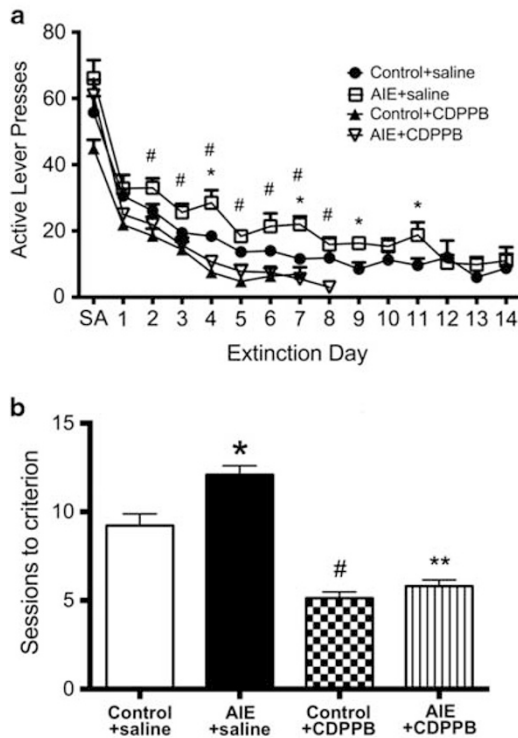 a
Active Lever Presses
80
60
40
20
0
Control+saline
AIE+saline
Control+CDPPB
AIE+CDPPB
# # # # # # # #
* * * *
SA 1 2 3 4 5 6 7 8 9 10 11 12 13 14
Extinction Day
b
Sessions to criterion
15
10
5
0
*
#
**
Control +saline
AIE +saline
Control +CDPPB
AIE +CDPPB